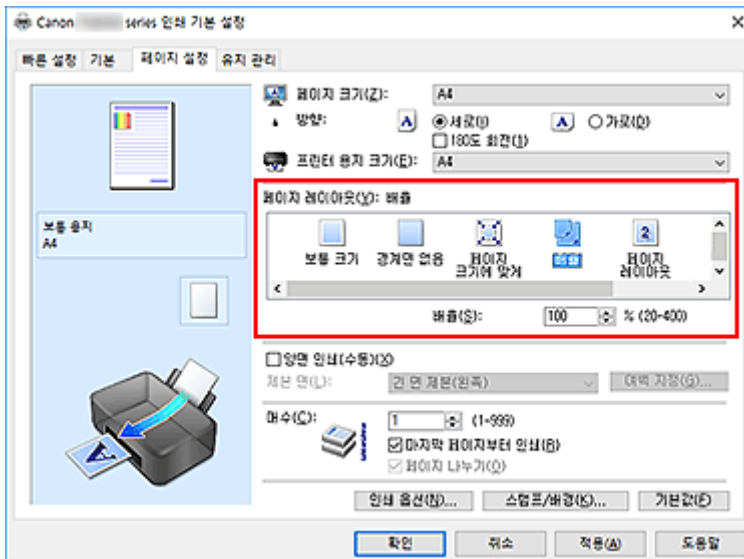 Canon series 인쇄 기본 설정
빠른 설정 기본 페이지 설정 유지 관리
페이지 크기(Z): A4
방향: A 세로(I) A 가로(O)
180도 회전(1)
프린터 용지 크기(E): A4
페이지 레이아웃(Y): 배율
보통 용지
A4
보통 크기 경계면 없음 페이지 크기에 맞게 배율 페이지 레이아웃
배율(S): 100 % (20-400)
양면 인쇄(수동)(X)
제본 면(L): 긴 면 제본(왼쪽) 여백 지정(G)...
매수(C): 1 (1-999)
마지막 페이지부터 인쇄(R)
페이지 나누기(O)
인쇄 옵션(N)... 스탬프/배경(K)... 기본값(F)
확인 취소 적용(A) 도움말